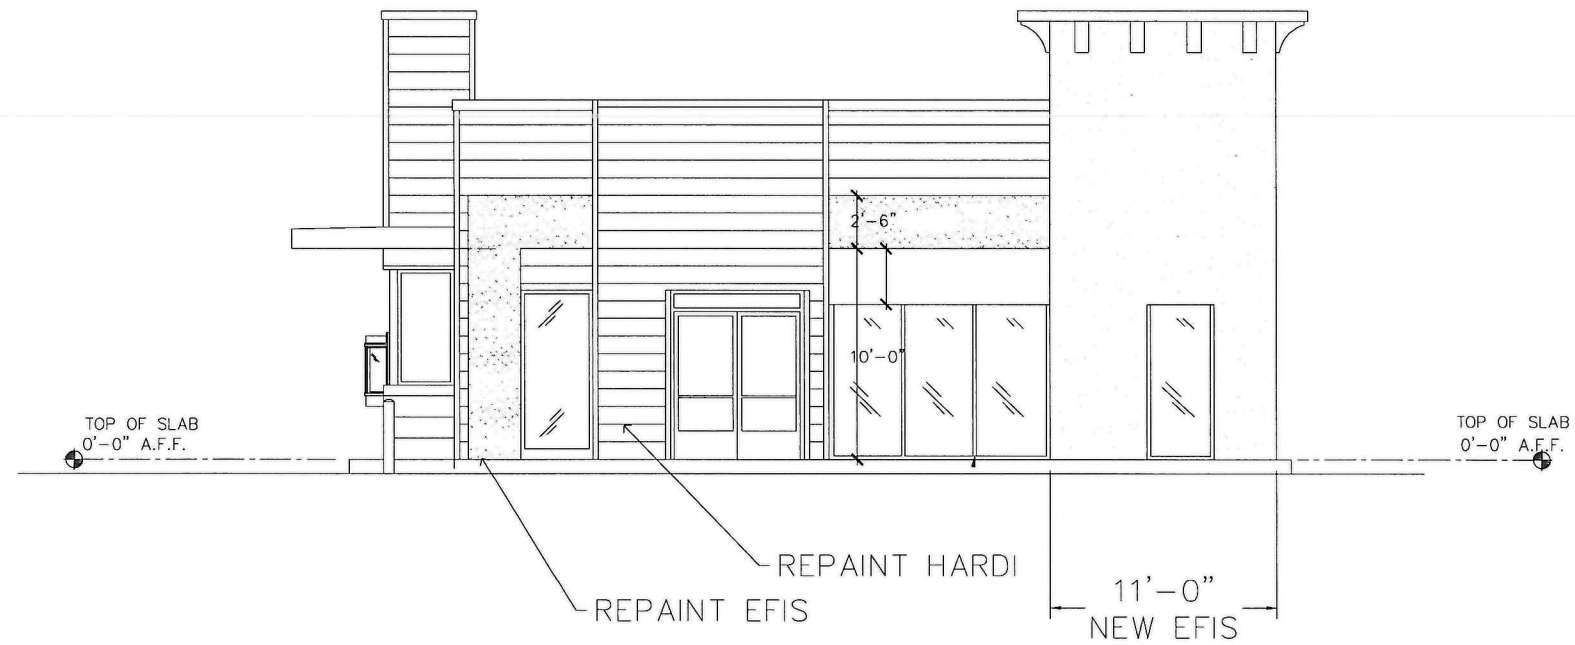 2'-6"
10'-0"
TOP OF SLAB
0'-0" A.F.F.
TOP OF SLAB
0'-0" A.F.F.
REPAINT HARDI
REPAINT EFIS
11'-0"
NEW EFIS